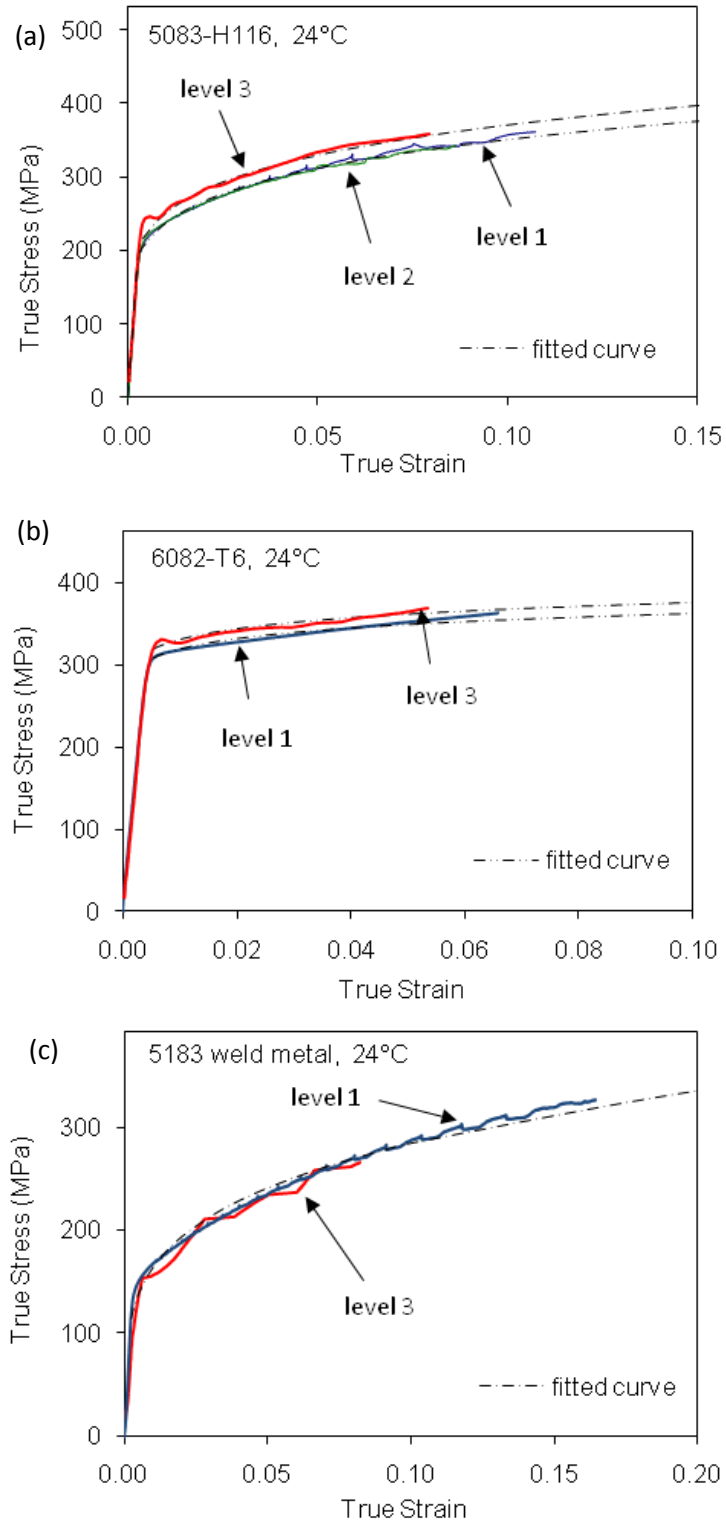 (a)
5083-H116, 24°C
500
400
300
200
100
0
True Stress (MPa)
level 3
level 1
level 2
fitted curve
0.00 0.05 0.10 0.15
True Strain
(b)
6082-T6, 24°C
400
300
200
100
0
True Stress (MPa)
level 3
level 1
fitted curve
0.00 0.02 0.04 0.06 0.08 0.10
True Strain
(c)
5183 weld metal, 24°C
300
200
100
0
True Stress (MPa)
level 1
level 3
fitted curve
0.00 0.05 0.10 0.15 0.20
True Strain